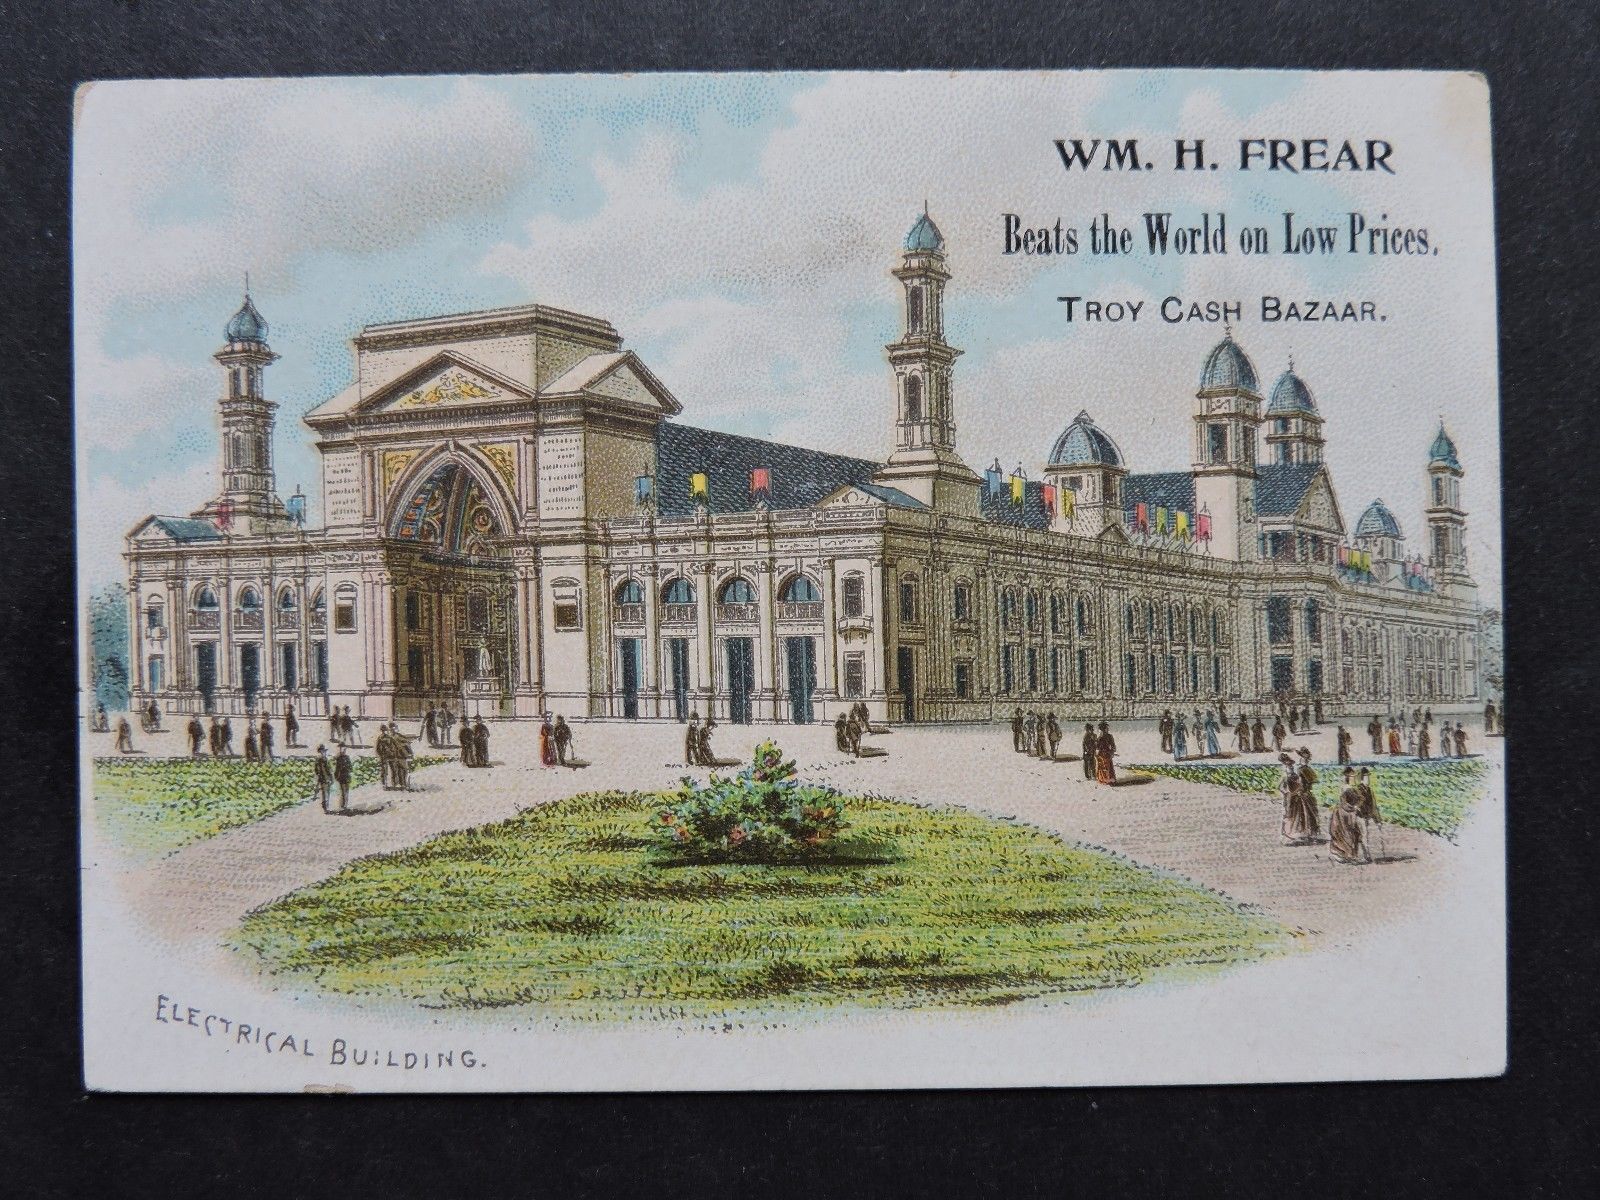 WM. H. FREAR
Beats the World on Low Prices.
TROY CASH BAZAAR.
ELECTRICAL BUILDING.